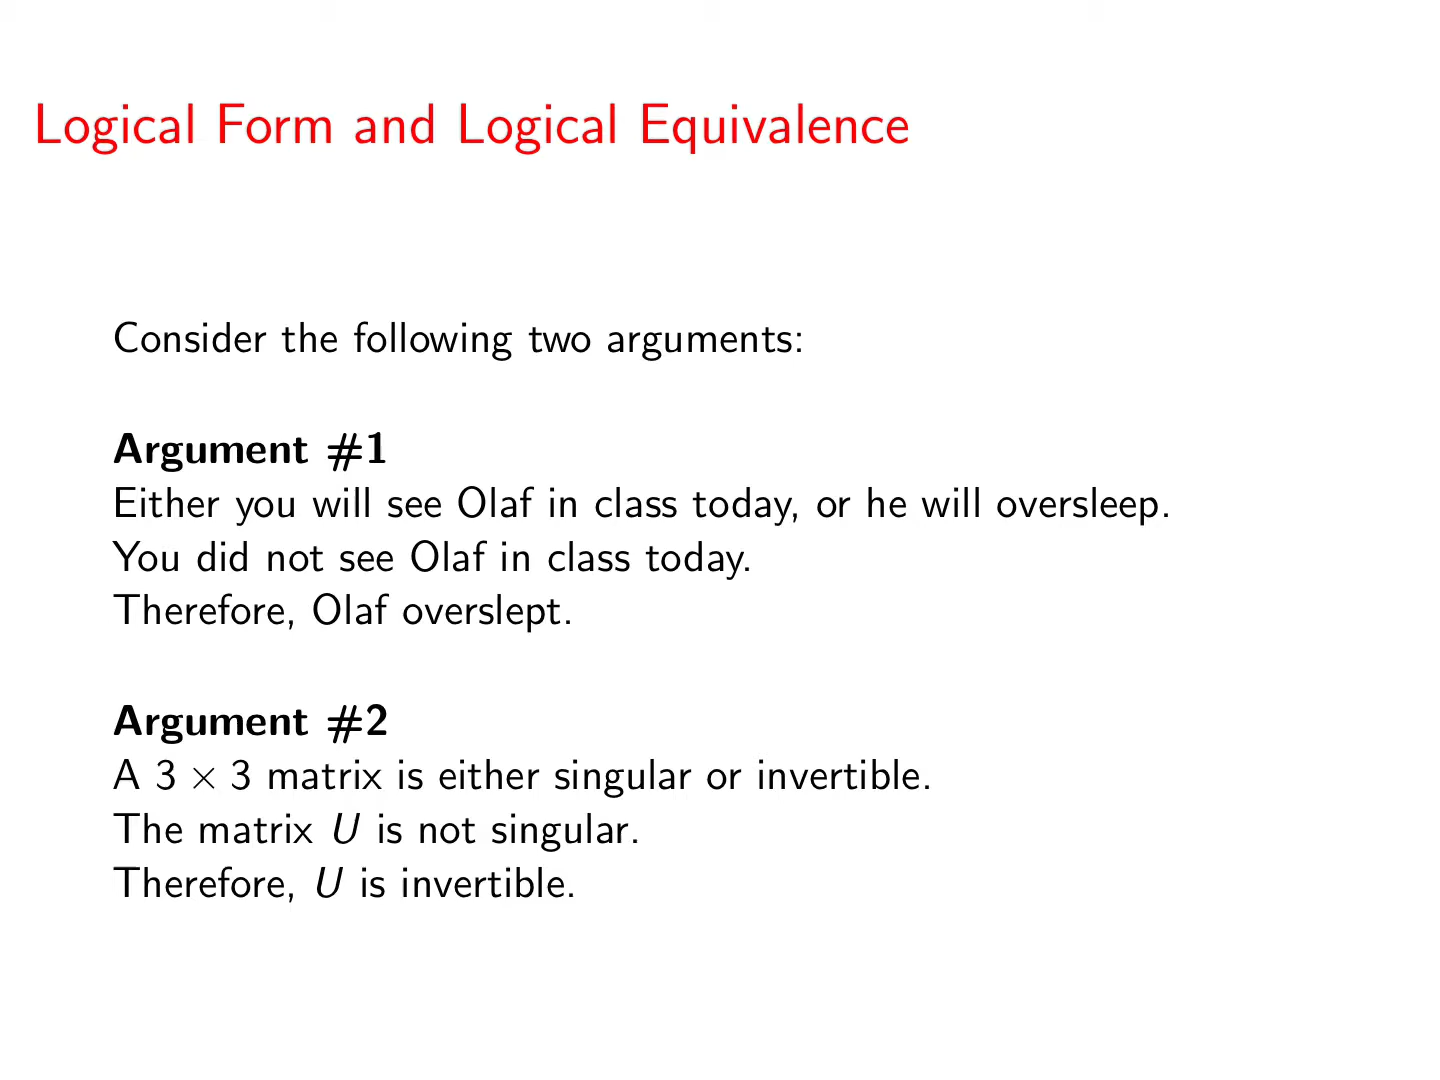 Logical Form and Logical Equivalence
Consider the following two arguments:
Argument #1
Either you will see Olaf in class today, or he will oversleep.
You did not see Olaf in class today.
Therefore, Olaf overslept.
Argument #2
A 3 × 3 matrix is either singular or invertible.
The matrix U is not singular.
Therefore, U is invertible.